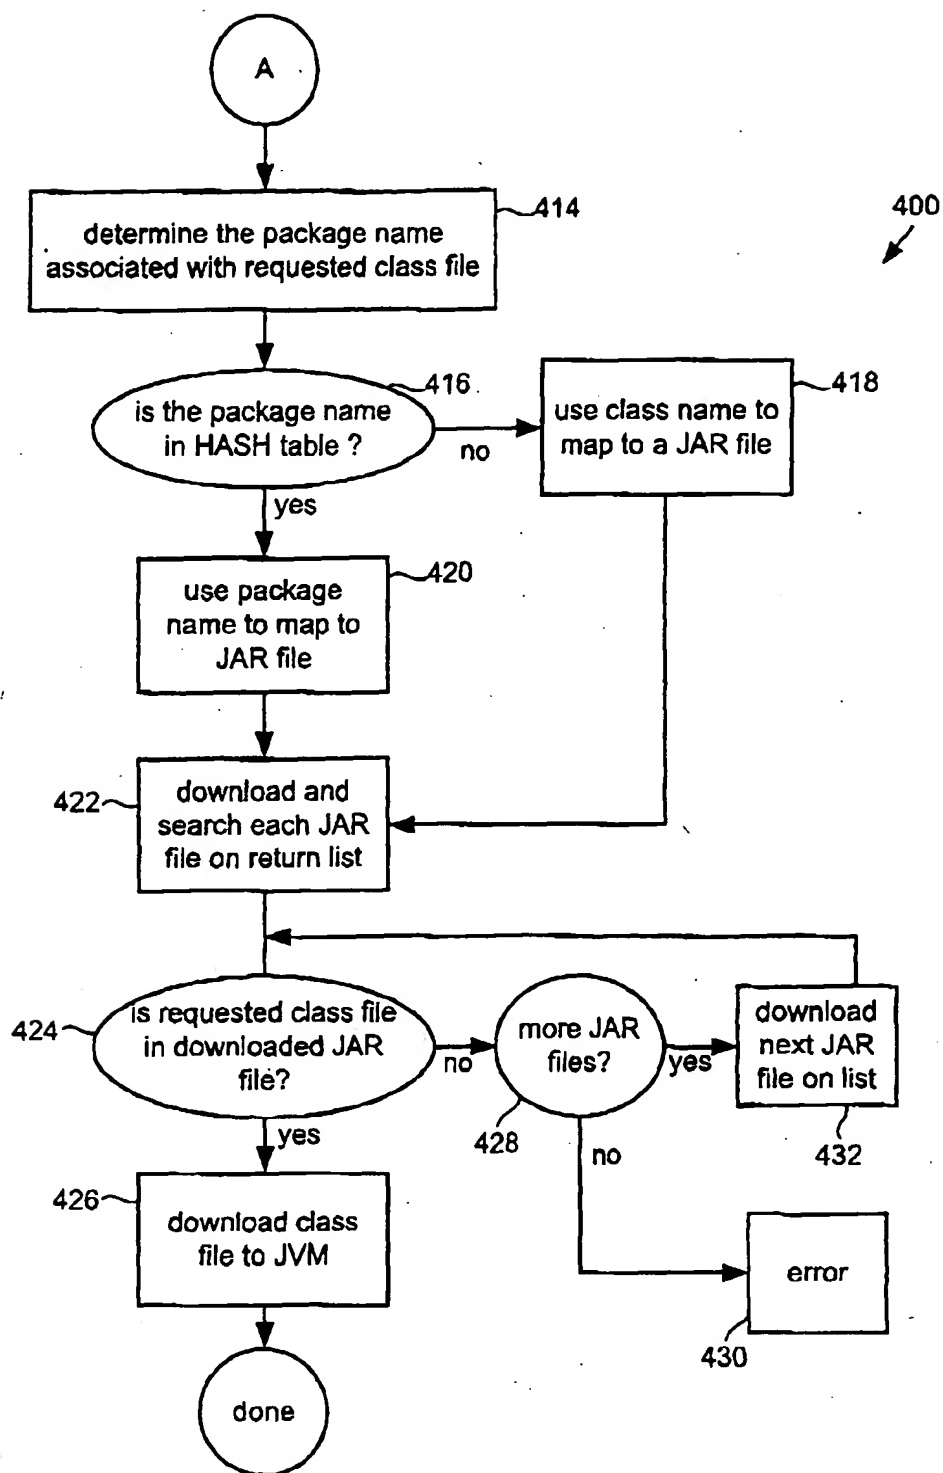 A
414
400
determine the package name
associated with requested class file
416
418
is the package name
in HASH table ?
no
use class name to
map to a JAR file
yes
420
use package
name to map to
JAR file
422
download and
search each JAR
file on return list
424
is requested class file
in downloaded JAR
file?
no
more JAR
files?
yes
download
next JAR
file on list
428
432
yes
no
426
download class
file to JVM
error
430
done